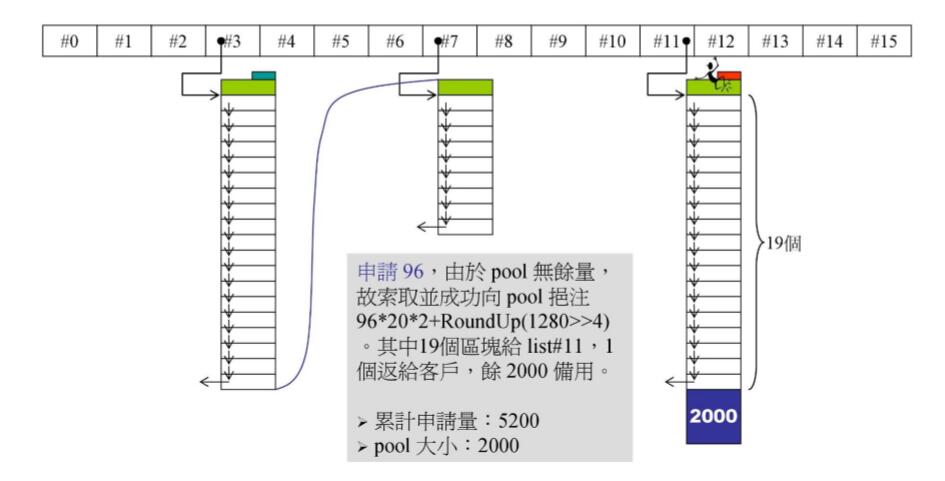 #0 #1 #2 #3 #4 #5 #6 #7 #8 #9 #10 #11 #12 #13 #14 #15
19個
申請 96，由於 pool 無餘量，
故索取並成功向 pool 挹注
96*20*2+RoundUp(1280>>4)
。其中19個區塊給 list#11，1
個返給客戶，餘 2000 備用。
➢ 累計申請量：5200
➢ pool 大小：2000
2000